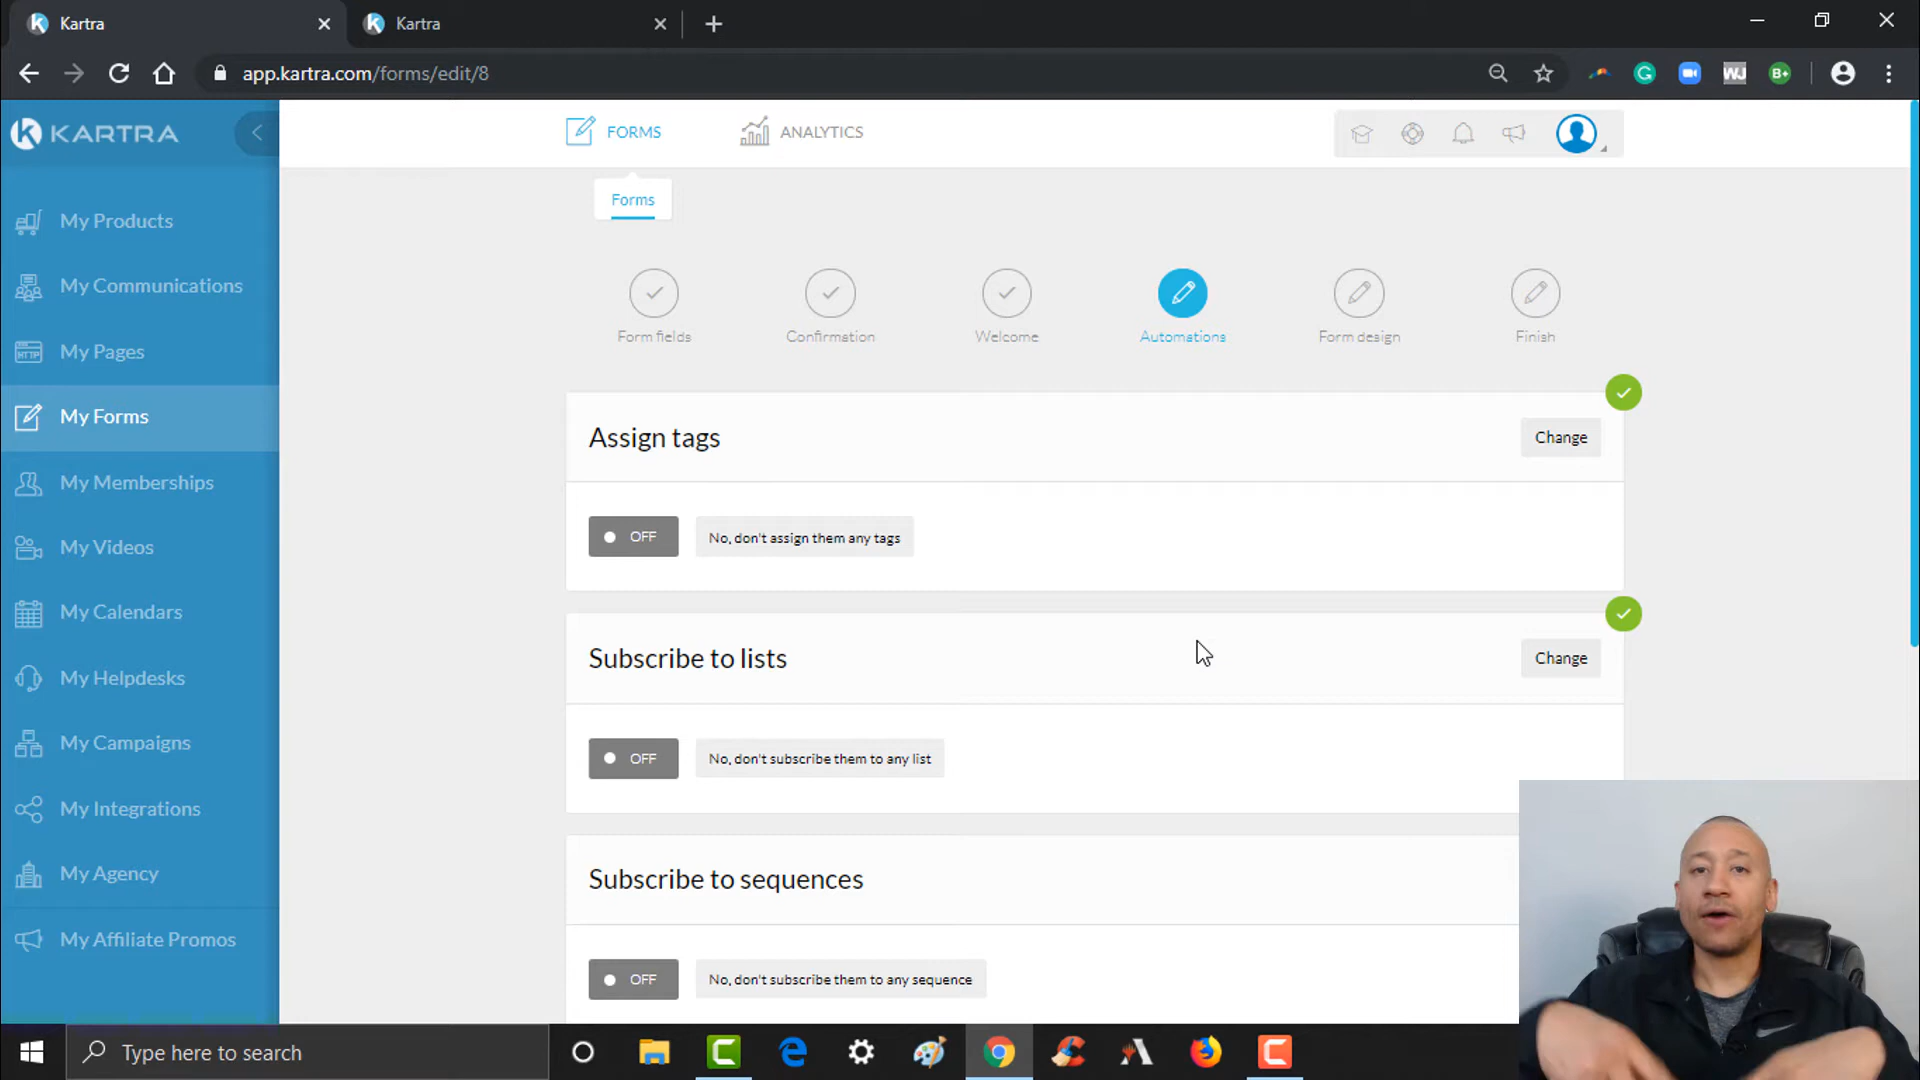 Kartra
Kartra
app.kartra.com/forms/edit/8
WJ
B+
KARTRA
FORMS
ANALYTICS
Forms
My Products
My Communications
HTTP
My Pages
My Forms
My Memberships
My Videos
My Calendars
My Helpdesks
My Campaigns
My Integrations
My Agency
My Affiliate Promos
Form fields
Confirmation
Welcome
Automations
Form design
Finish
Assign tags
Change
OFF
No, don't assign them any tags
Subscribe to lists
Change
OFF
No, don't subscribe them to any list
Subscribe to sequences
OFF
No, don't subscribe them to any sequence
Type here to search